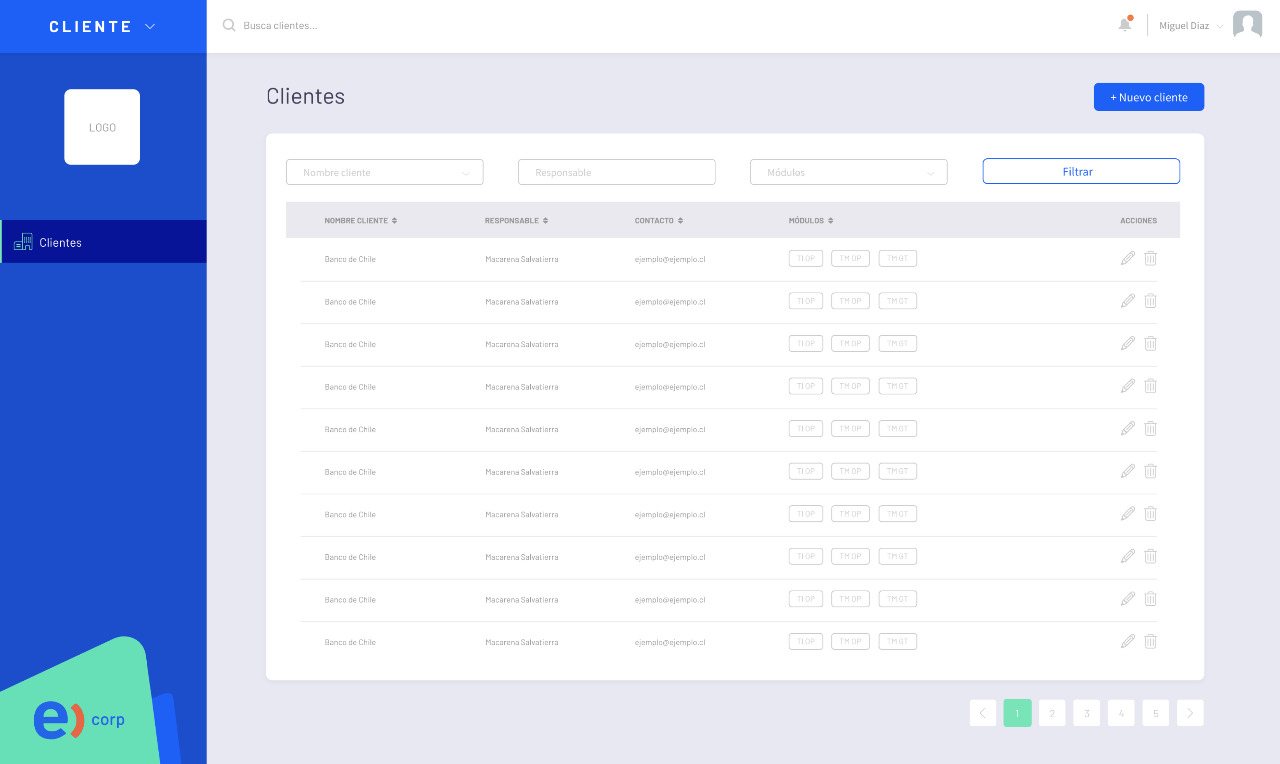 CLIENTE
Busca clientes...
Miguel Díaz
LOGO
Clientes
Clientes
+ Nuevo cliente
Nombre cliente
Responsable
Módulos
Filtrar
NOMBRE CLIENTE RESPONSABLE CONTACTO MÓDULOS ACCIONES
Banco de Chile Macarena Salvatierra ejemplo@ejemplo.cl TI OP TM OP TM GT
Banco de Chile Macarena Salvatierra ejemplo@ejemplo.cl TI OP TM OP TM GT
Banco de Chile Macarena Salvatierra ejemplo@ejemplo.cl TI OP TM OP TM GT
Banco de Chile Macarena Salvatierra ejemplo@ejemplo.cl TI OP TM OP TM GT
Banco de Chile Macarena Salvatierra ejemplo@ejemplo.cl TI OP TM OP TM GT
Banco de Chile Macarena Salvatierra ejemplo@ejemplo.cl TI OP TM OP TM GT
Banco de Chile Macarena Salvatierra ejemplo@ejemplo.cl TI OP TM OP TM GT
Banco de Chile Macarena Salvatierra ejemplo@ejemplo.cl TI OP TM OP TM GT
Banco de Chile Macarena Salvatierra ejemplo@ejemplo.cl TI OP TM OP TM GT
Banco de Chile Macarena Salvatierra ejemplo@ejemplo.cl TI OP TM OP TM GT
1 2 3 4 5
e) corp